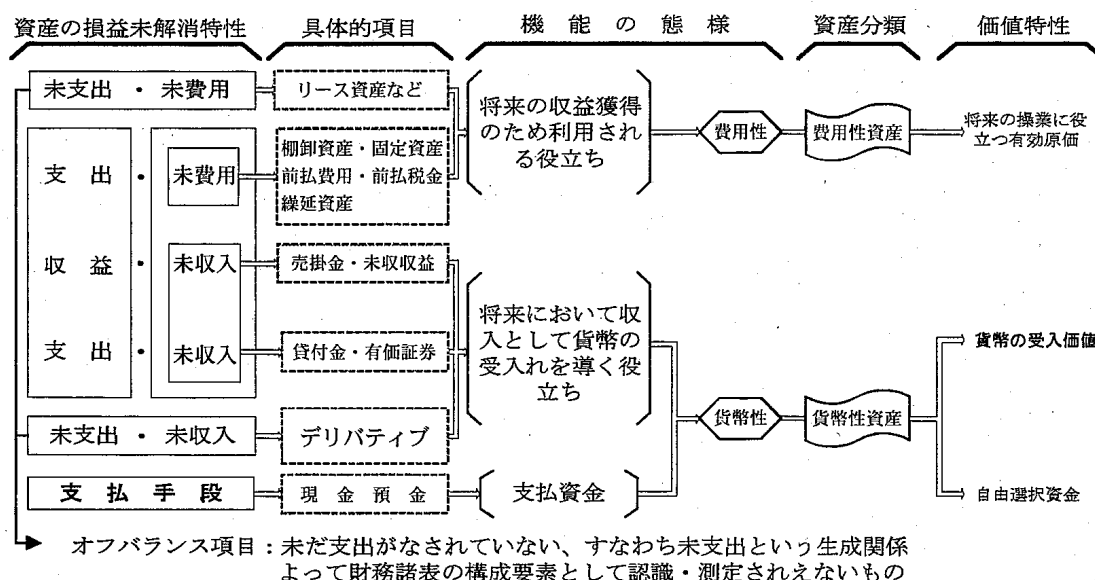 資産の損益未解消特性 具体的項目 機能の態様 資産分類 価値特性
未支出・未費用 リース資産など
将来の収益獲得
のため利用され
る役立ち
費用性 費用性資産
将来の操業に役
立つ有効原価
支出・未費用
棚卸資産・固定資産
前払費用・前払税金
繰延資産
収益・未収入 売掛金・未収収益
支出・未収入 貸付金・有価証券
将来において収
入として貨幣の
受入れを導く役
立ち
貨幣の受入価値
未支出・未収入 デリバティブ
貨幣性 貨幣性資産
支払手段 現金預金 支払資金
自由選択資金
オフバランス項目：未だ支出がなされていない、すなわち未支出という生成関係
よって財務諸表の構成要素として認識・測定されえないもの